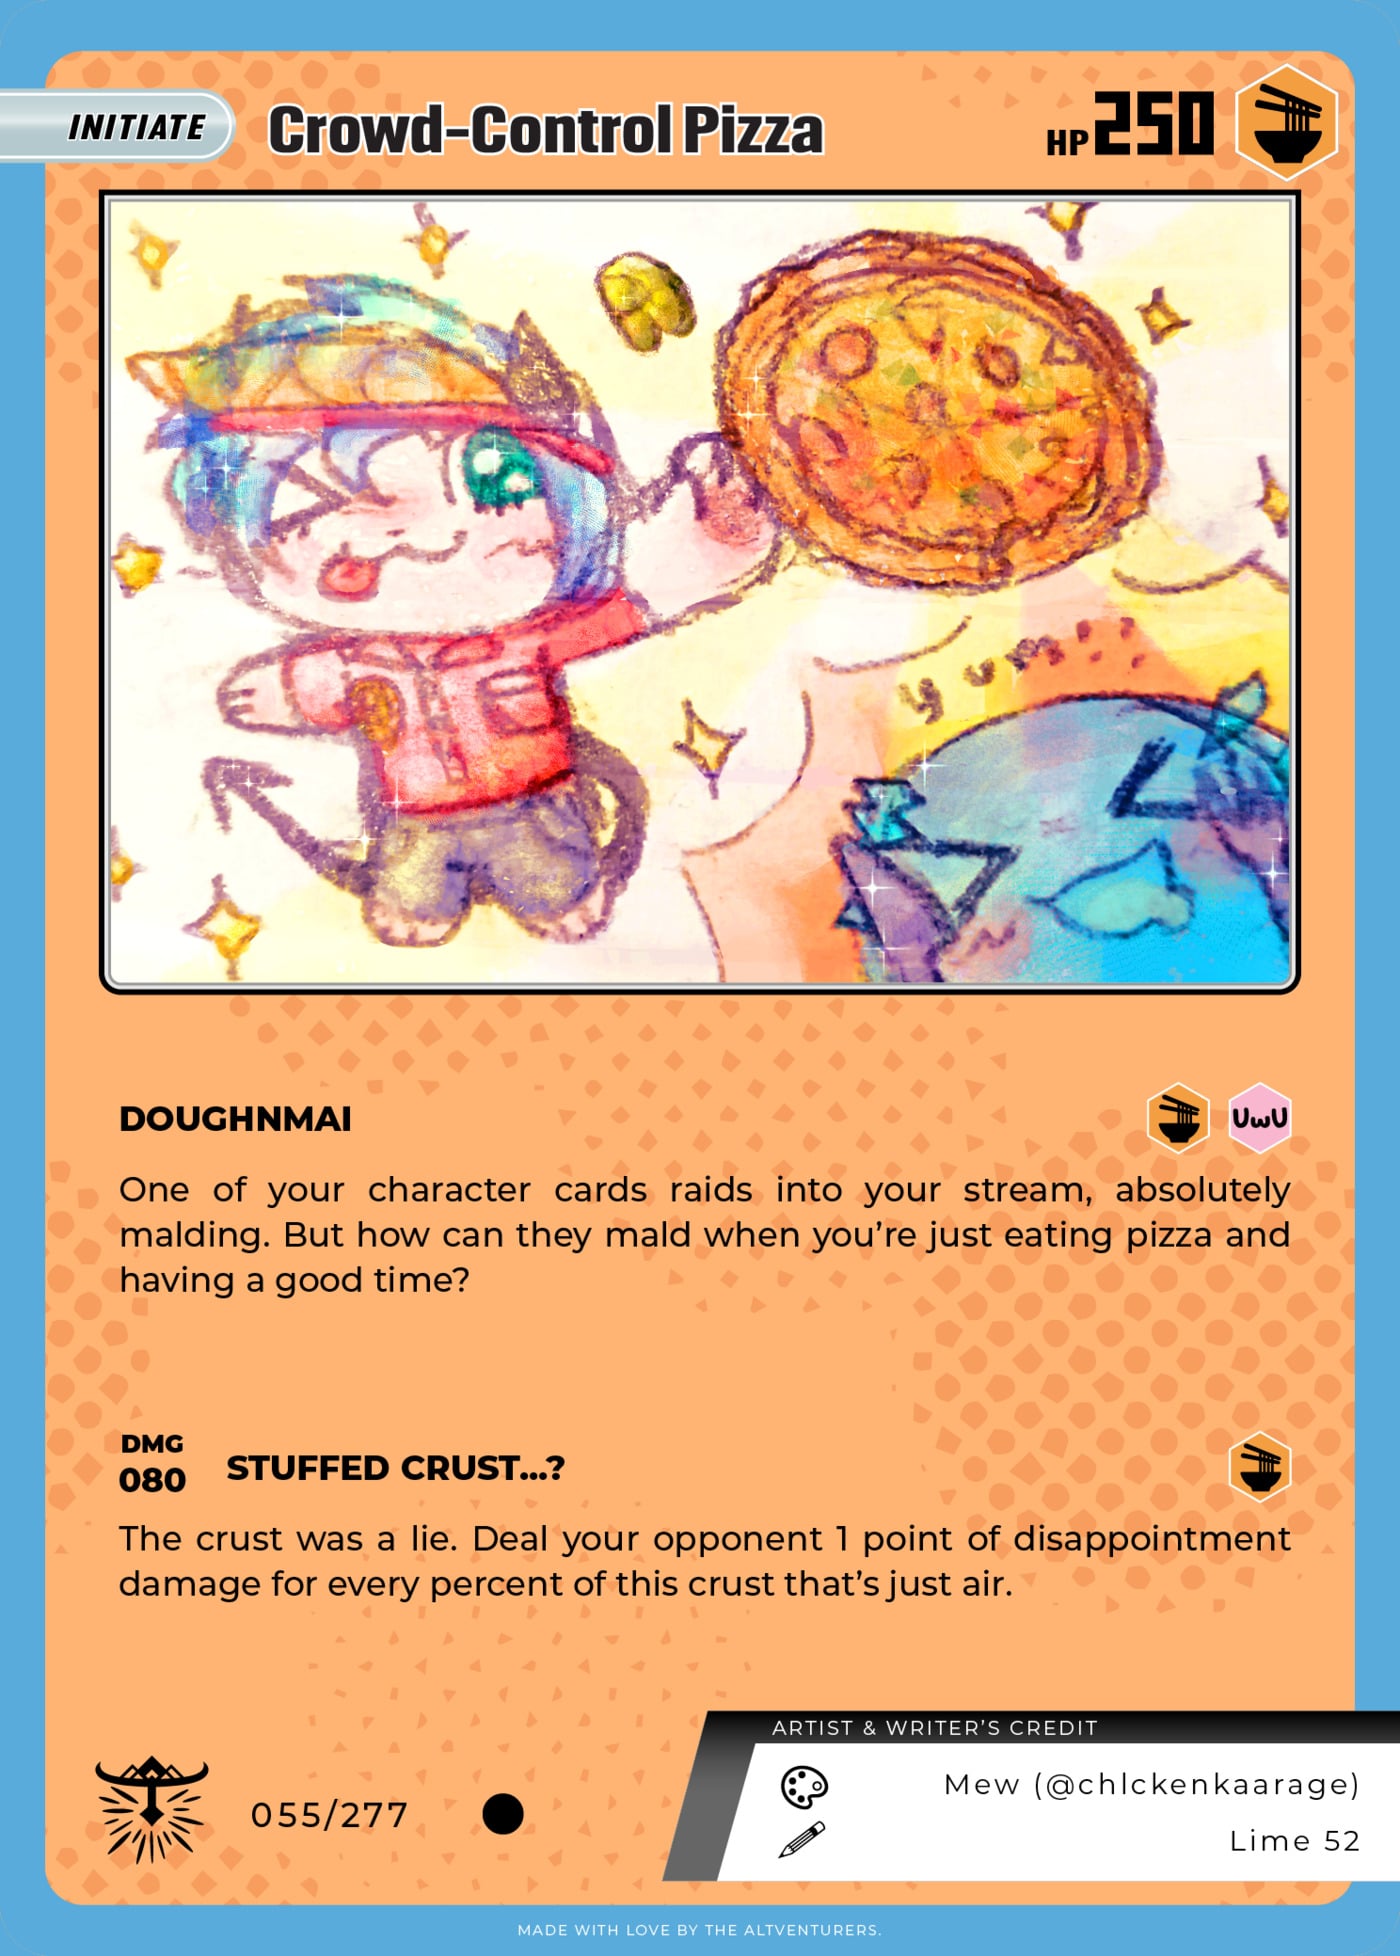 INITIATE
Crowd-Control Pizza
HP 250
yum
DOUGHNMAI
UwU
One of your character cards raids into your stream, absolutely
malding. But how can they mald when you're just eating pizza and
having a good time?
DMG
080
STUFFED CRUST...?
The crust was a lie. Deal your opponent 1 point of disappointment
damage for every percent of this crust that's just air.
ARTIST & WRITER'S CREDIT
Mew (@chlckenkaarage)
055/277
Lime 52
MADE WITH LOVE BY THE ALTVENTURERS.